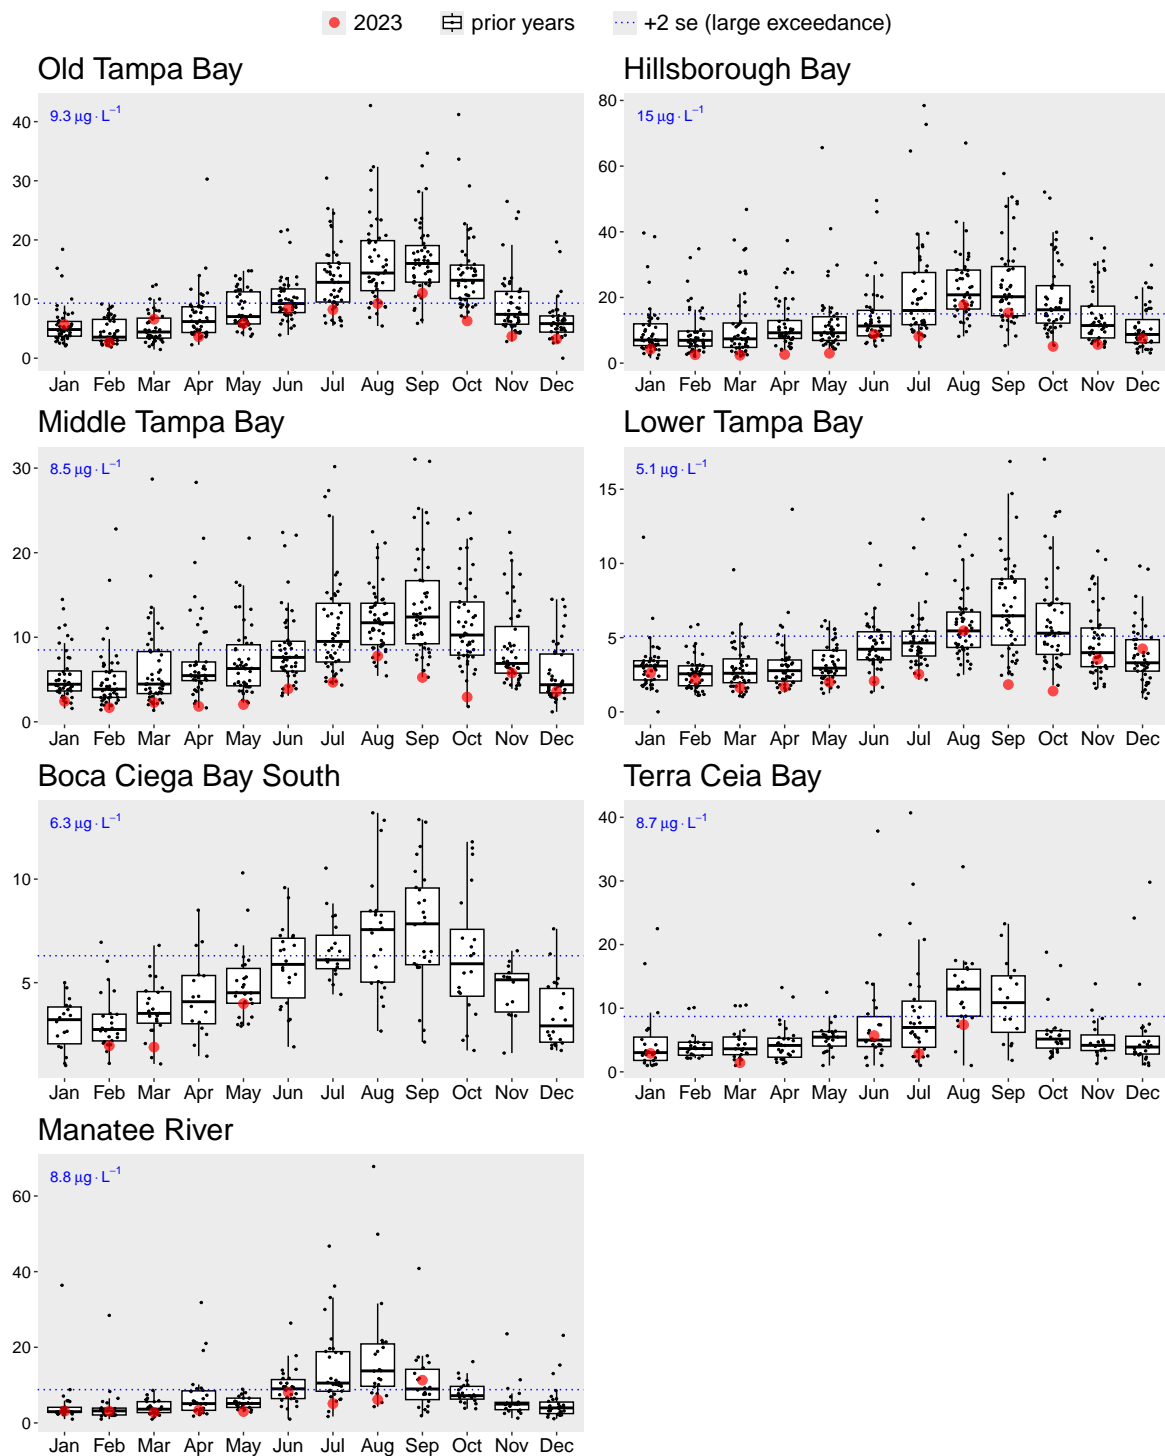 2023 prior years +2 se (large exceedance)
Old Tampa Bay
9.3 µg · L⁻¹
40
30
20
10
0
Jan Feb Mar Apr May Jun Jul Aug Sep Oct Nov Dec
Hillsborough Bay
15 µg · L⁻¹
80
60
40
20
0
Jan Feb Mar Apr May Jun Jul Aug Sep Oct Nov Dec
Middle Tampa Bay
8.5 µg · L⁻¹
30
20
10
0
Jan Feb Mar Apr May Jun Jul Aug Sep Oct Nov Dec
Lower Tampa Bay
5.1 µg · L⁻¹
15
10
5
0
Jan Feb Mar Apr May Jun Jul Aug Sep Oct Nov Dec
Boca Ciega Bay South
6.3 µg · L⁻¹
10
5
Jan Feb Mar Apr May Jun Jul Aug Sep Oct Nov Dec
Terra Ceia Bay
8.7 µg · L⁻¹
40
30
20
10
0
Jan Feb Mar Apr May Jun Jul Aug Sep Oct Nov Dec
Manatee River
8.8 µg · L⁻¹
60
40
20
0
Jan Feb Mar Apr May Jun Jul Aug Sep Oct Nov Dec